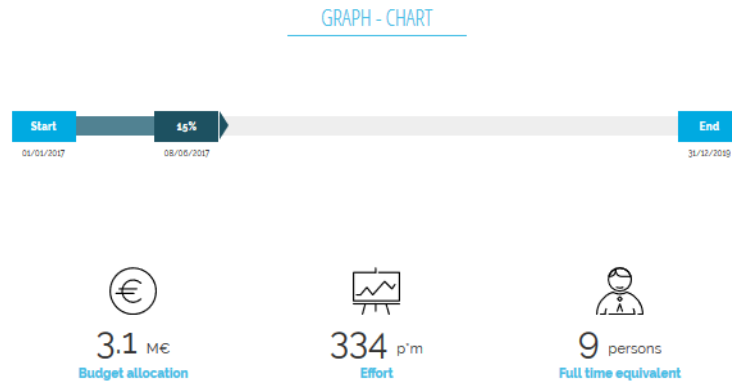 GRAPH - CHART
Start 15% End
01/01/2017 08/06/2017 31/12/2019
3.1 M€ 334 p*m 9 persons
Budget allocation Effort Full time equivalent